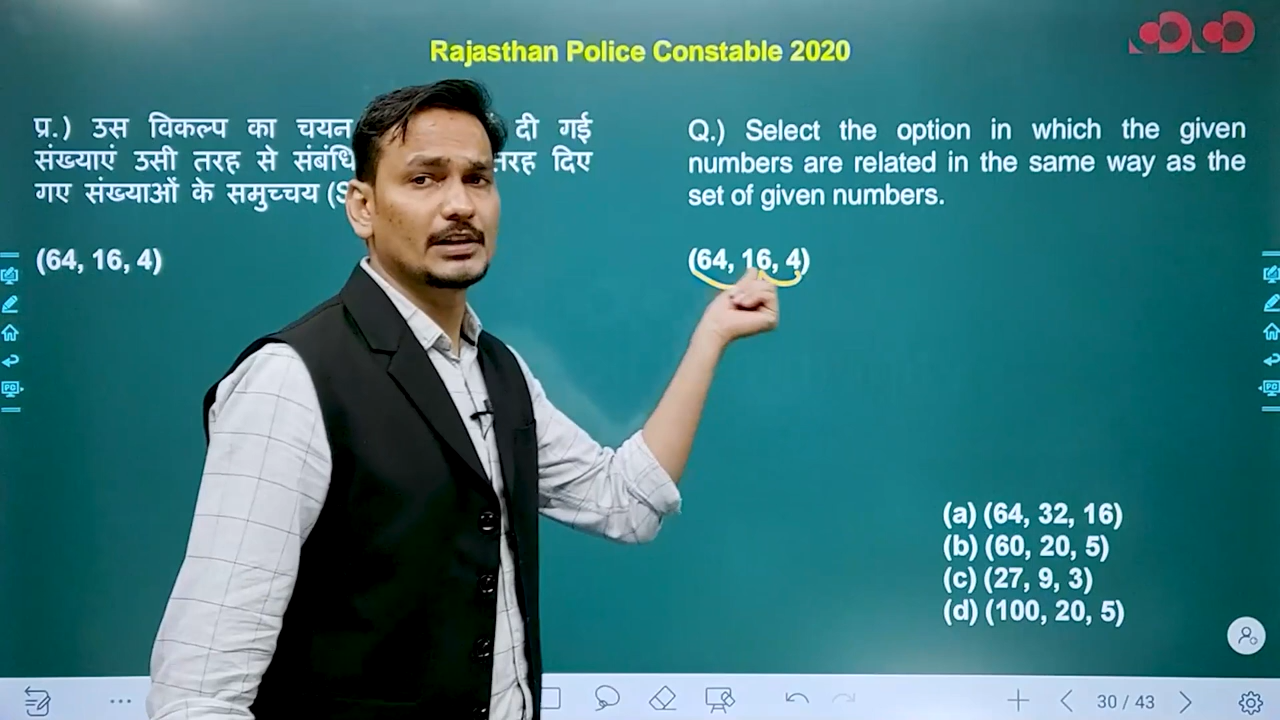 Rajasthan Police Constable 2020
प्र.) उस विकल्प का चयन दी गई
संख्याएं उसी तरह से दिए
गए संख्याओं के समुच्चय
(64, 16, 4)
Q.) Select the option in which the given
numbers are related in the same way as the
set of given numbers.
(64, 16, 4)
(a) (64, 32, 16)
(b) (60, 20, 5)
(c) (27, 9, 3)
(d) (100, 20, 5)
30 / 43